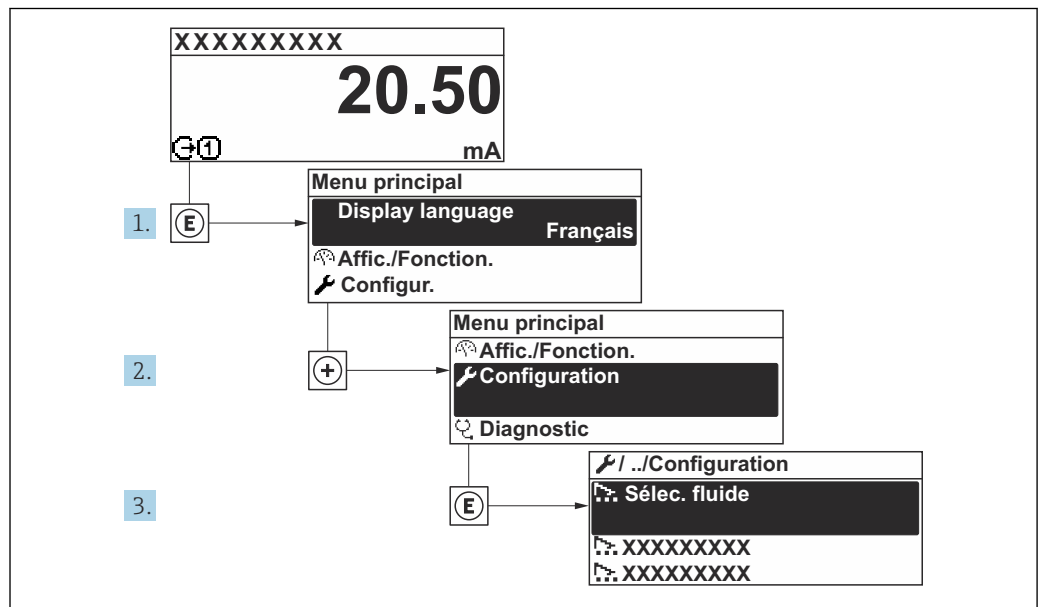 XXXXXXXXX
20.50
1
mA
1.
E
Menu principal
Display language
Français
Affic./Fonction.
Configur.
2.
+
Menu principal
Affic./Fonction.
Configuration
Diagnostic
3.
E
/ ../Configuration
Sélec. fluide
XXXXXXXXX
XXXXXXXXX